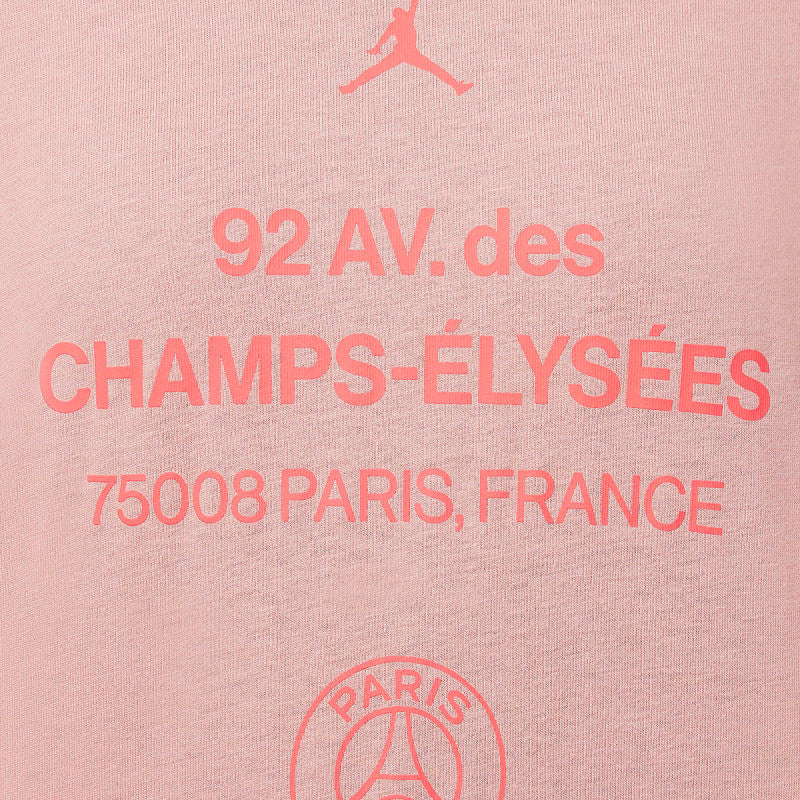 92 AV. des
CHAMPS-ÉLYSÉES
75008 PARIS, FRANCE
PARIS